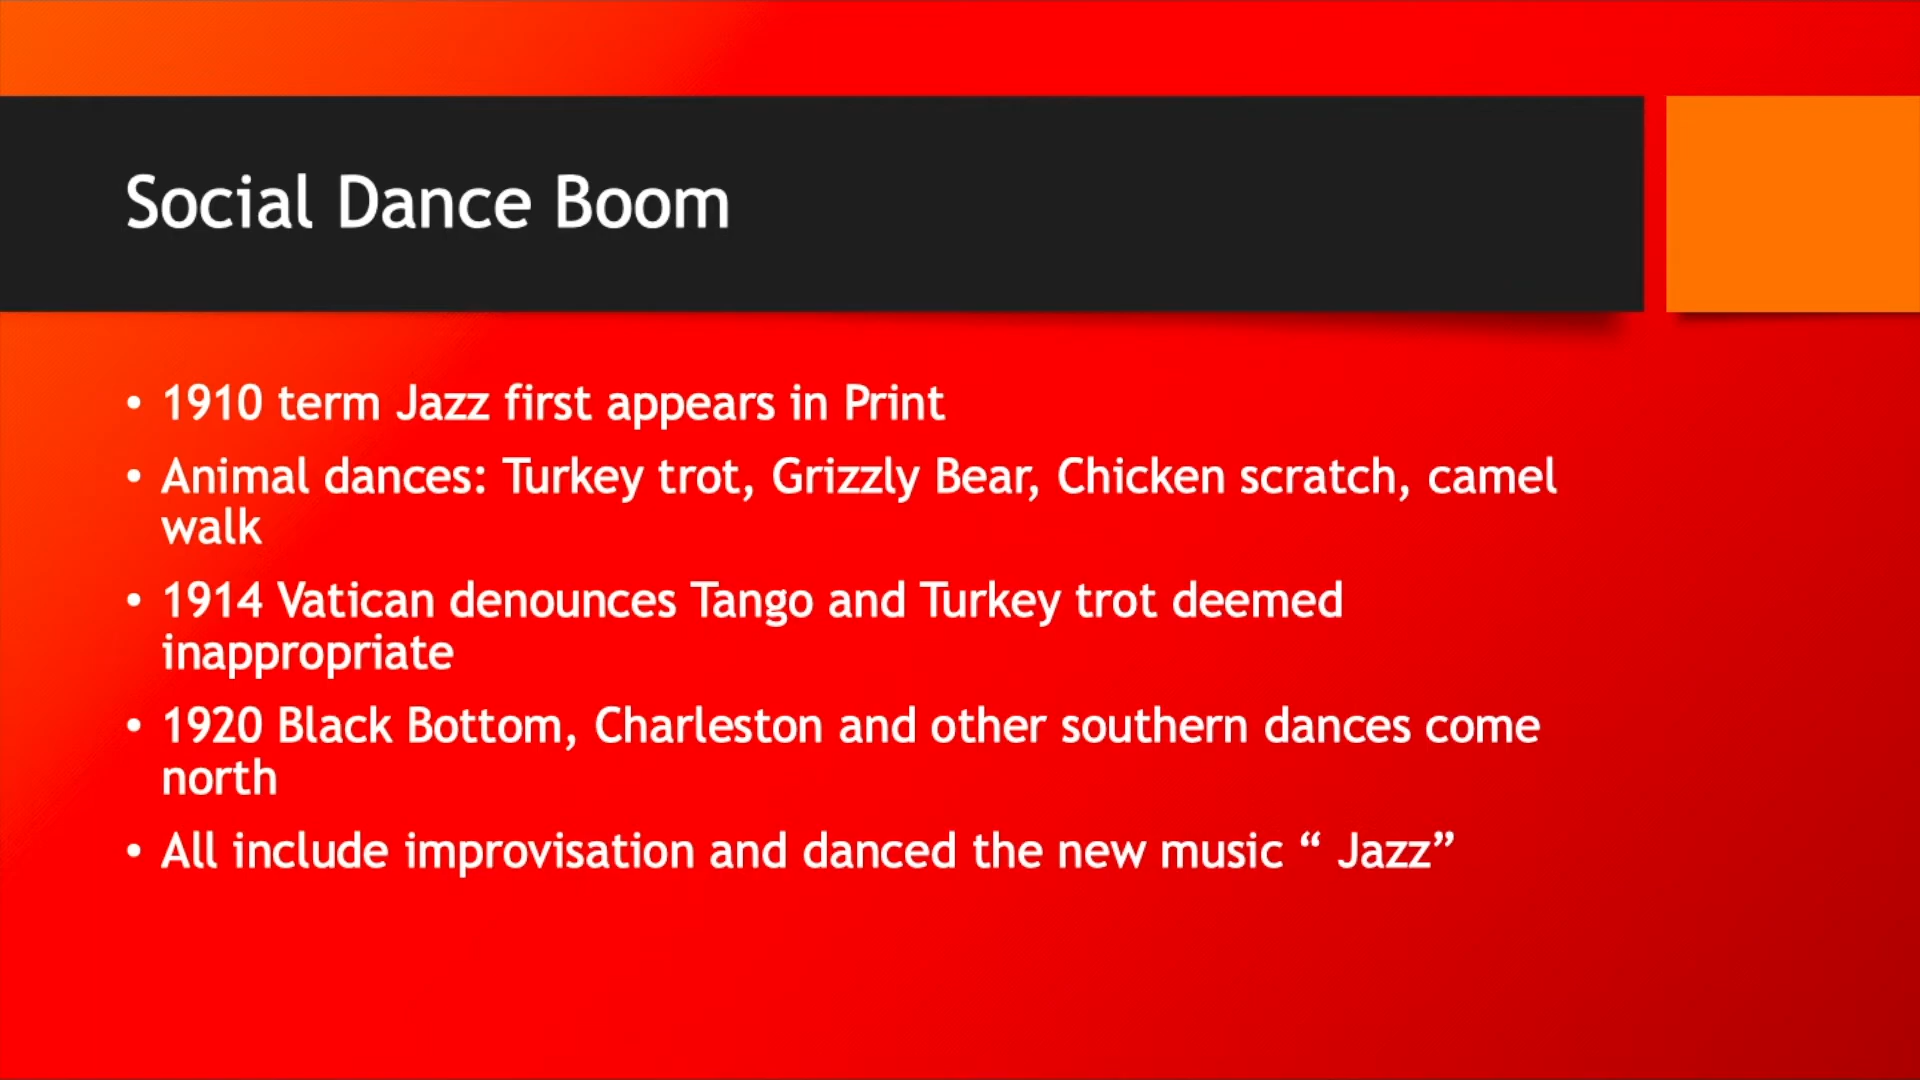 Social Dance Boom
• 1910 term Jazz first appears in Print
• Animal dances: Turkey trot, Grizzly Bear, Chicken scratch, camel
walk
• 1914 Vatican denounces Tango and Turkey trot deemed
inappropriate
• 1920 Black Bottom, Charleston and other southern dances come
north
• All include improvisation and danced the new music “ Jazz”